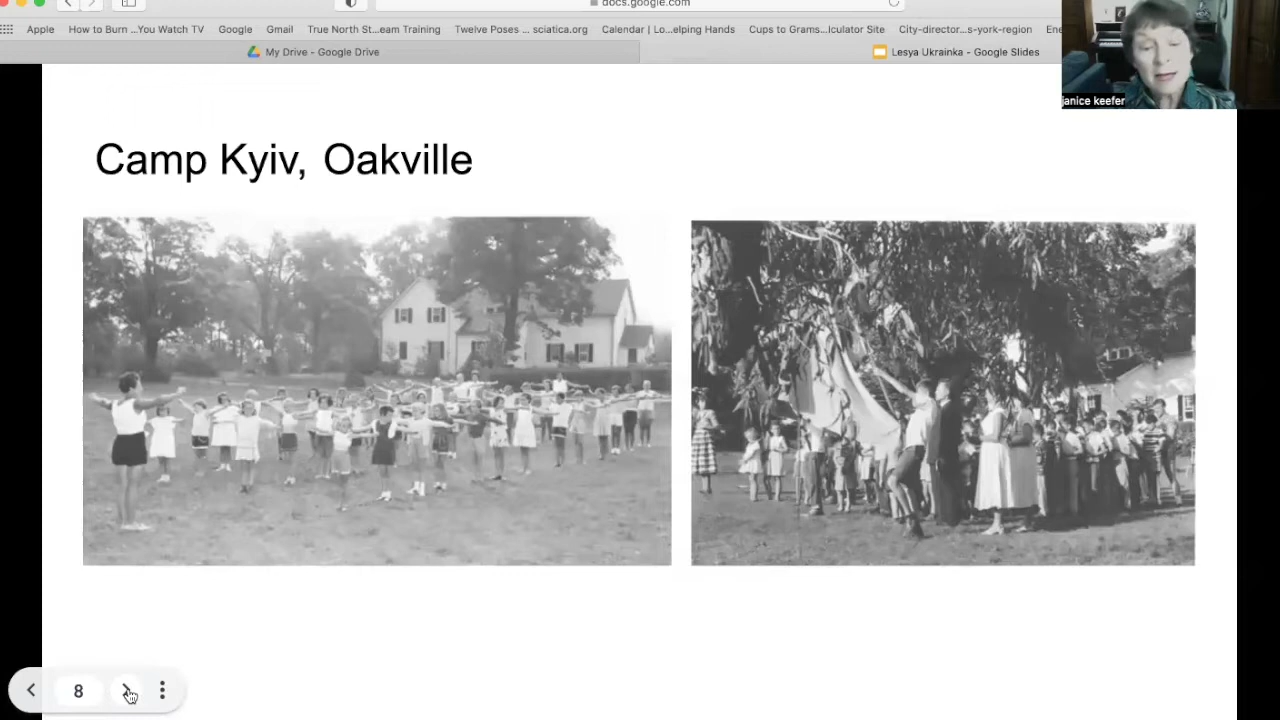 docs.google.com
Apple How to Burn ...You Watch TV Google Gmail True North St...eam Training Twelve Poses ... sciatica.org Calendar | Lo...elping Hands Cups to Grams...lculator Site City-director...s-york-region Ene
My Drive - Google Drive Lesya Ukrainka - Google Slides
janice keefer
Camp Kyiv, Oakville
8